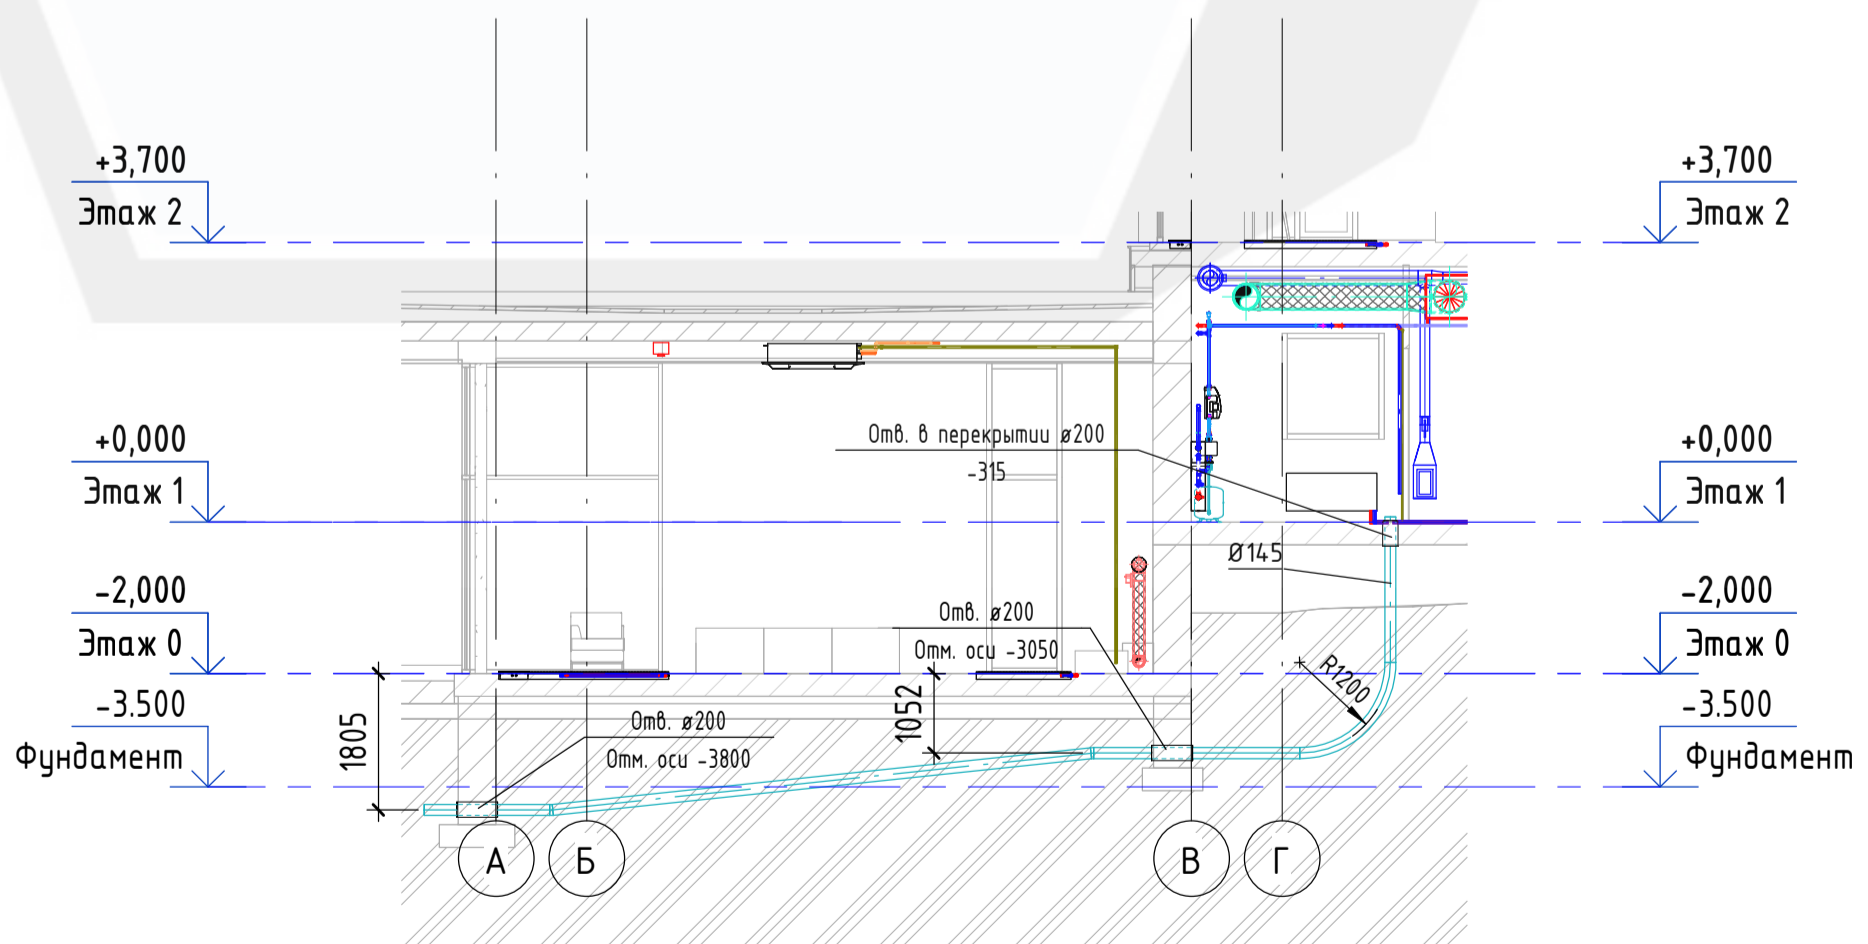 +3,700
Этаж 2
+3,700
Этаж 2
+0,000
Этаж 1
Отв. в перекрытии ø200
-315
+0,000
Этаж 1
Ø145
-2,000
Этаж 0
Отв. ø200
Отм. оси -3050
-2,000
Этаж 0
R1200
-3.500
Фундамент
1805
Отв. ø200
Отм. оси -3800
1052
-3.500
Фундамент
А
Б
В
Г